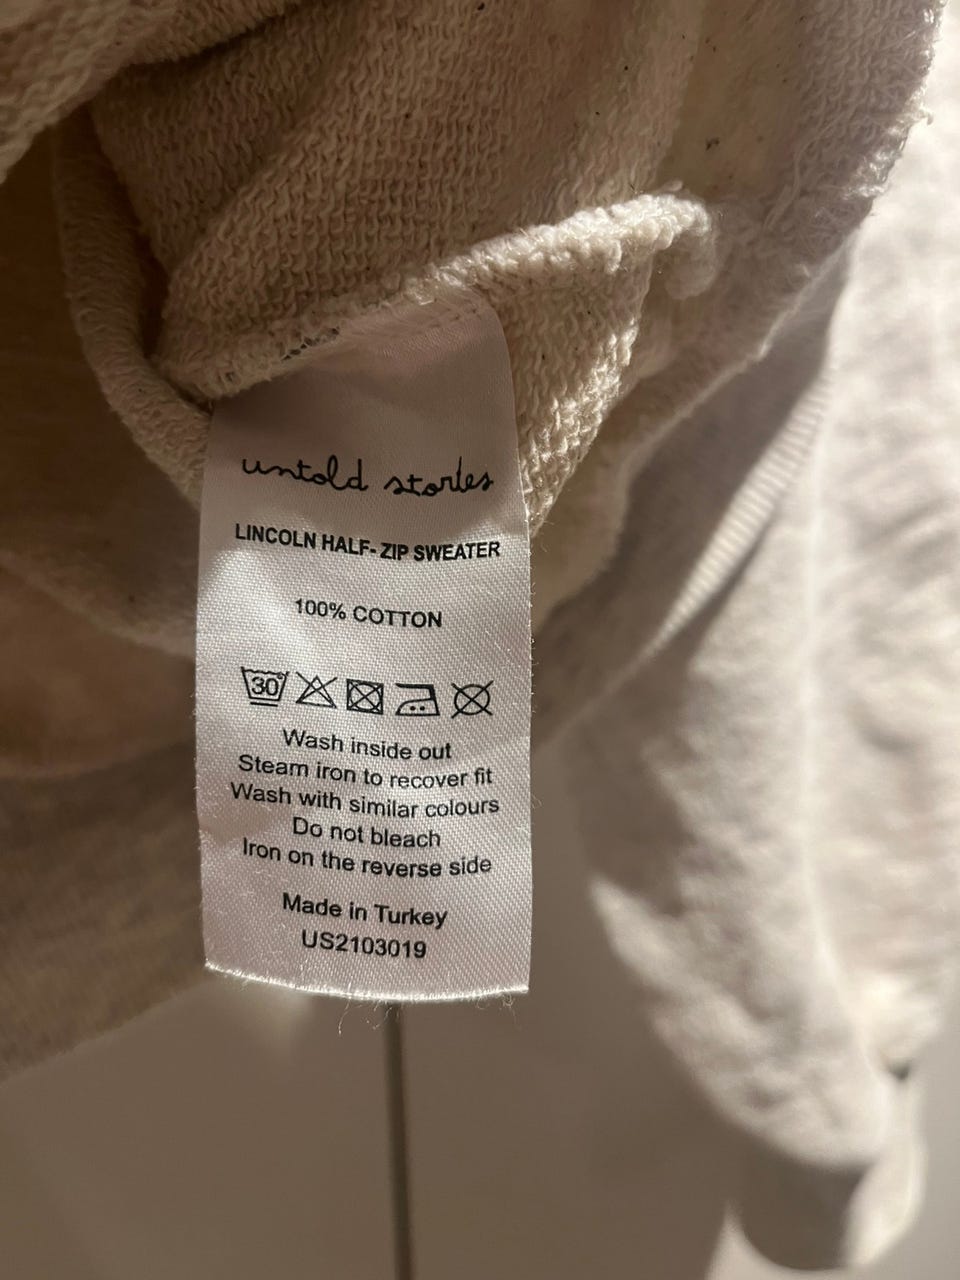 untold stories
LINCOLN HALF- ZIP SWEATER
100% COTTON
30°
Wash inside out
Steam iron to recover fit
Wash with similar colours
Do not bleach
Iron on the reverse side
Made in Turkey
US2103019